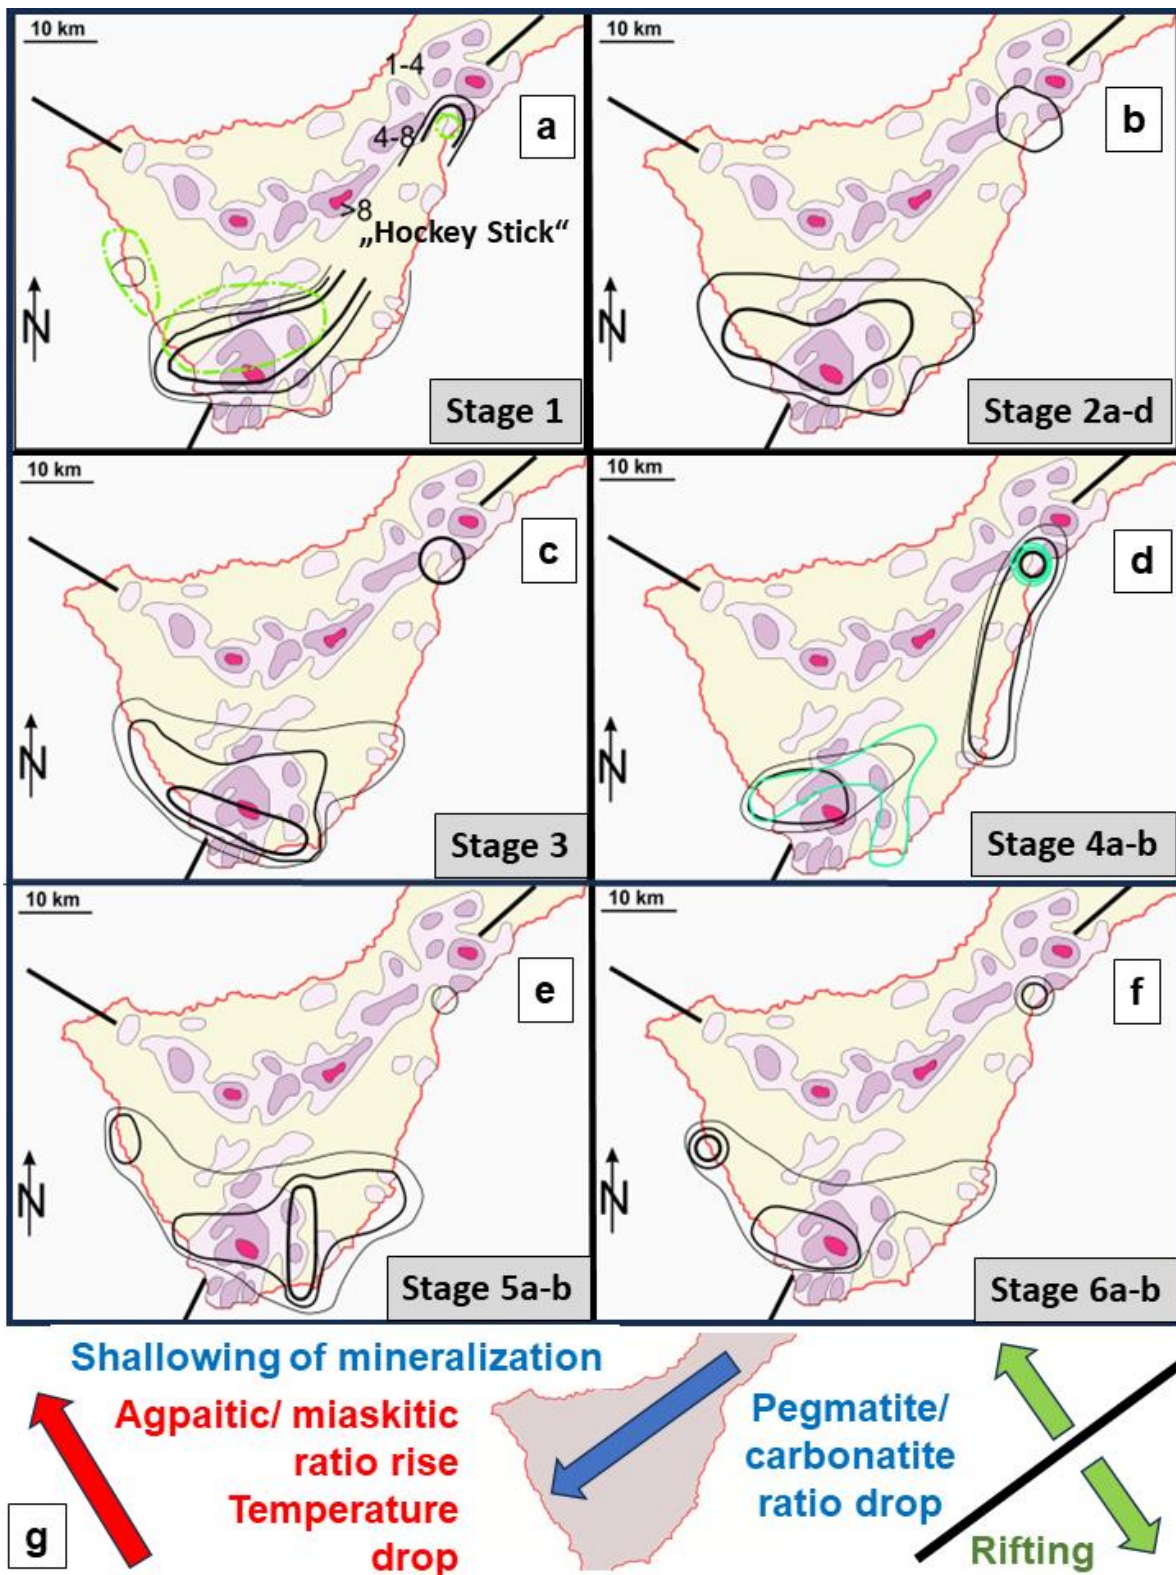 10 km
1-4
4-8
>8
„Hockey Stick“
a
N
Stage 1
10 km
b
N
Stage 2a-d
10 km
c
N
Stage 3
10 km
d
N
Stage 4a-b
10 km
e
N
Stage 5a-b
10 km
f
N
Stage 6a-b
Shallowing of mineralization
Agpaitic/ miaskitic
ratio rise
Temperature
drop
g
Pegmatite/
carbonatite
ratio drop
Rifting